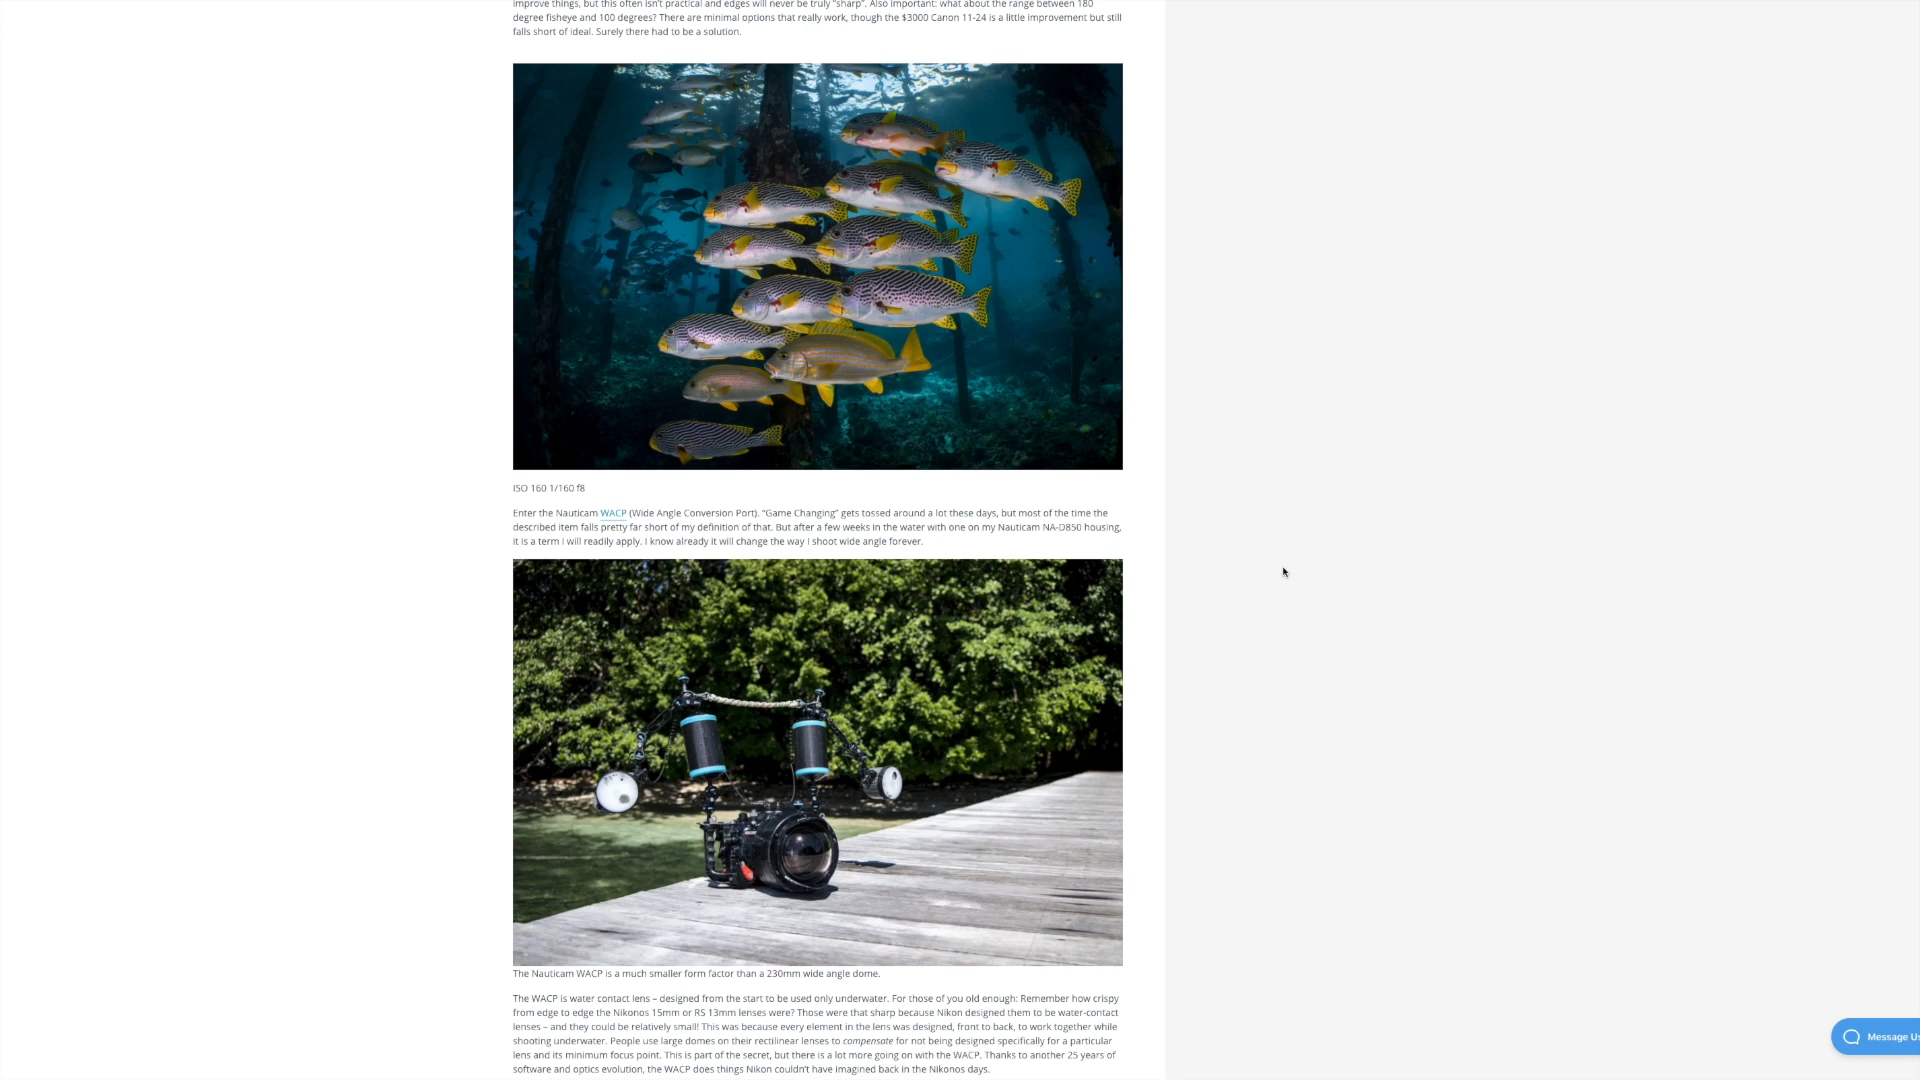 improve things, but this often isn't practical and edges will never be truly "sharp". Also important: what about the range between 180
degree fisheye and 100 degrees? There are minimal options that really work, though the $3000 Canon 11-24 is a little improvement but still
falls short of ideal. Surely there had to be a solution.
ISO 160 1/160 f8
Enter the Nauticam WACP (Wide Angle Conversion Port). “Game Changing” gets tossed around a lot these days, but most of the time the
described item falls pretty far short of my definition of that. But after a few weeks in the water with one on my Nauticam NA-D850 housing,
it is a term I will readily apply. I know already it will change the way I shoot wide angle forever.
The Nauticam WACP is a much smaller form factor than a 230mm wide angle dome.
The WACP is water contact lens – designed from the start to be used only underwater. For those of you old enough: Remember how crispy
from edge to edge the Nikonos 15mm or RS 13mm lenses were? Those were that sharp because Nikon designed them to be water-contact
lenses – and they could be relatively small! This was because every element in the lens was designed, front to back, to work together while
shooting underwater. People use large domes on their rectilinear lenses to compensate for not being designed specifically for a particular
lens and its minimum focus point. This is part of the secret, but there is a lot more going on with the WACP. Thanks to another 25 years of
software and optics evolution, the WACP does things Nikon couldn't have imagined back in the Nikonos days.
Message Us